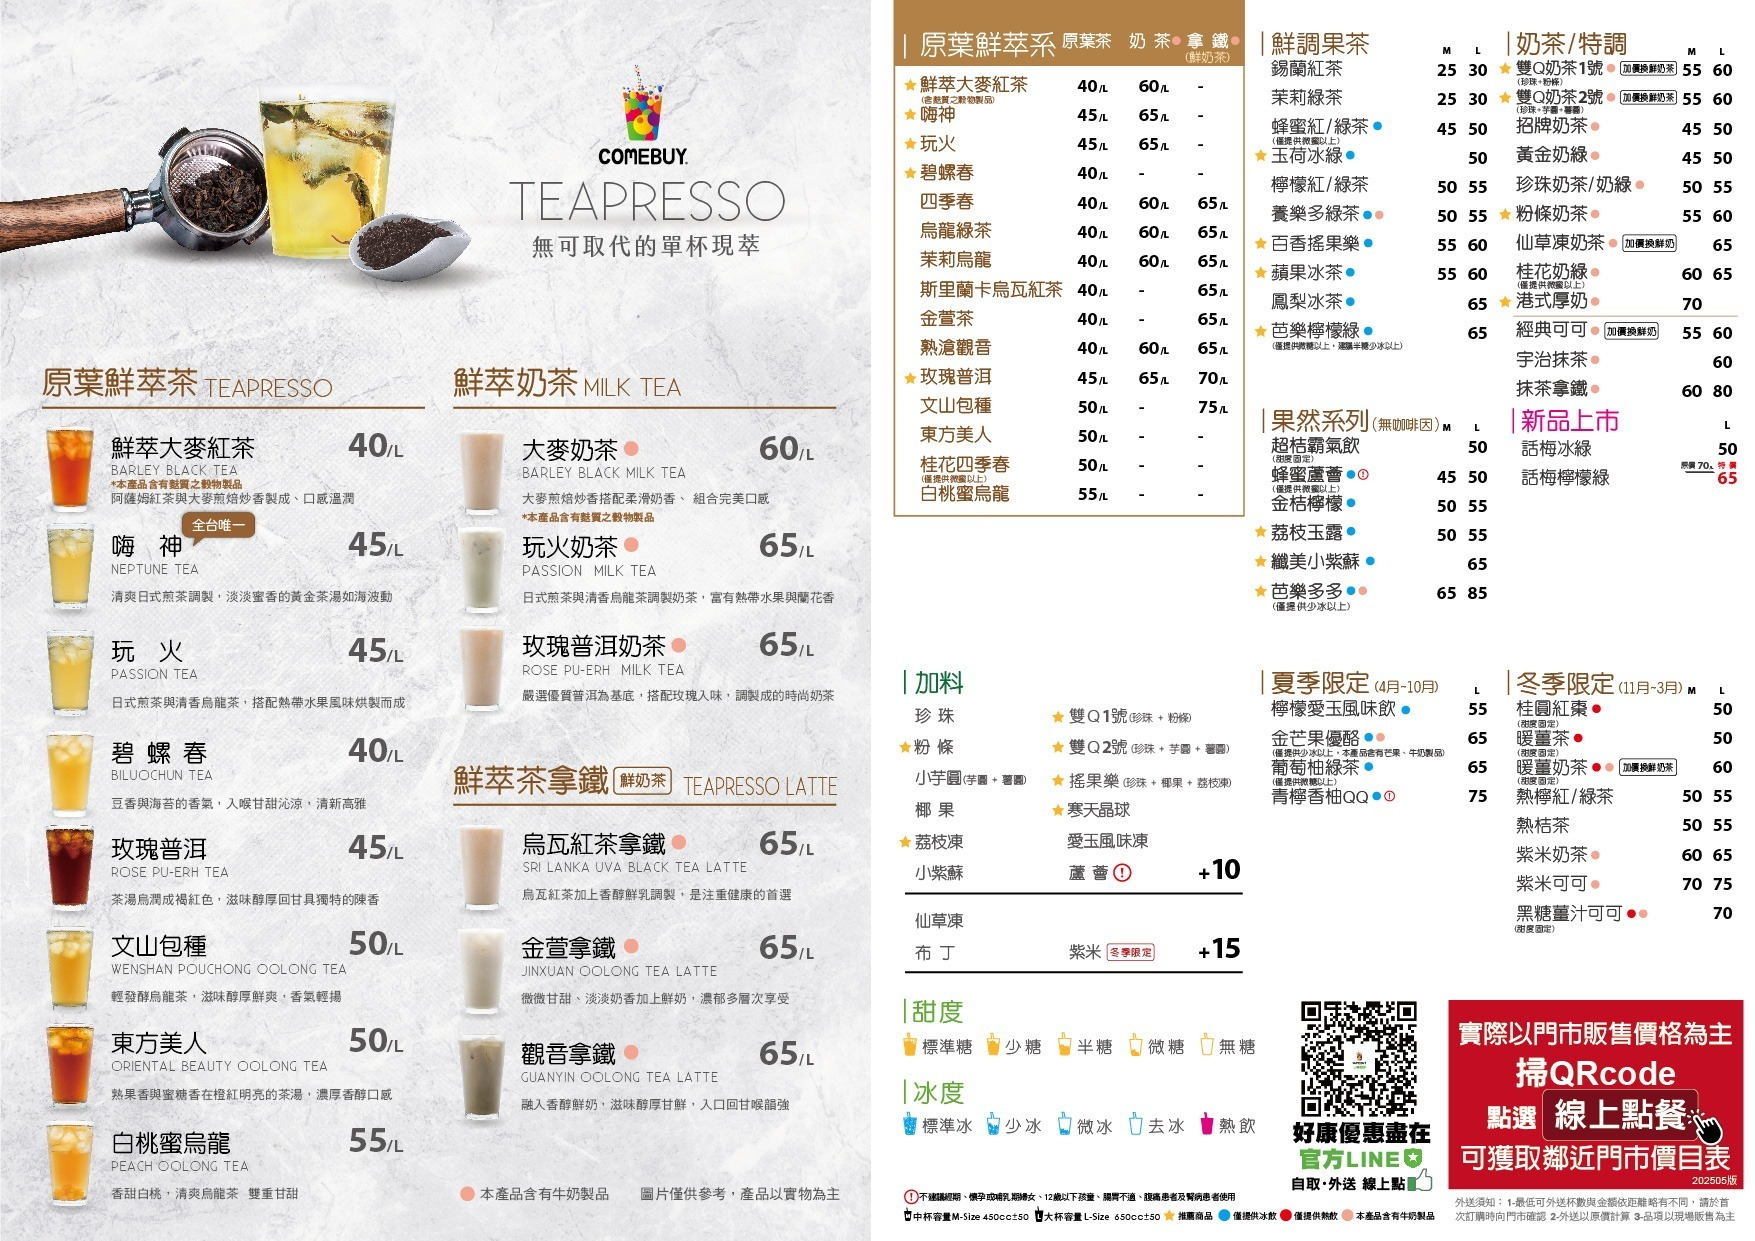 COMEBUY
TEAPRESSO
無可取代的單杯現萃
原葉鮮萃茶 TEAPRESSO
鮮萃大麥紅茶 40/L
BARLEY BLACK TEA
*本產品含有麩質之穀物製品
阿薩姆紅茶與大麥煎焙炒香製成、口感溫潤
嗨 神 全台唯一 45/L
NEPTUNE TEA
清爽日式煎茶調製，淡淡蜜香的黃金茶湯如海波動
玩 火 45/L
PASSION TEA
日式煎茶與清香烏龍茶，搭配熱帶水果風味烘製而成
碧 螺 春 40/L
BILUOCHUN TEA
豆香與海苔的香氣，入喉甘甜沁涼，清新高雅
玫瑰普洱 45/L
ROSE PU-ERH TEA
茶湯烏潤成褐紅色，滋味醇厚回甘具獨特的陳香
文山包種 50/L
WENSHAN POUCHONG OOLONG TEA
輕發酵烏龍茶，滋味醇厚鮮爽，香氣輕揚
東方美人 50/L
ORIENTAL BEAUTY OOLONG TEA
熟果香與蜜糖香在橙紅明亮的茶湯，濃厚香醇口感
白桃蜜烏龍 55/L
PEACH OOLONG TEA
香甜白桃，清爽烏龍茶 雙重甘甜
鮮萃奶茶 MILK TEA
大麥奶茶 60/L
BARLEY BLACK MILK TEA
大麥煎焙炒香搭配柔滑奶香、 組合完美口感
*本產品含有麩質之穀物製品
玩火奶茶 65/L
PASSION MILK TEA
日式煎茶與清香烏龍茶調製奶茶，富有熱帶水果與蘭花香
玫瑰普洱奶茶 65/L
ROSE PU-ERH MILK TEA
嚴選優質普洱為基底，搭配玫瑰入味，調製成的時尚奶茶
鮮萃茶拿鐵 鮮奶茶 TEAPRESSO LATTE
烏瓦紅茶拿鐵 65/L
SRI LANKA UVA BLACK TEA LATTE
烏瓦紅茶加上香醇鮮乳調製，是注重健康的首選
金萱拿鐵 65/L
JINXUAN OOLONG TEA LATTE
微微甘甜、淡淡奶香加上鮮奶，濃郁多層次享受
觀音拿鐵 65/L
GUANYIN OOLONG TEA LATTE
融入香醇鮮奶，滋味醇厚甘鮮，入口回甘喉韻強
本產品含有牛奶製品 圖片僅供參考，產品以實物為主
原葉鮮萃系 原葉茶 奶 茶 拿 鐵
(鮮奶茶)
鮮萃大麥紅茶 40/L 60/L -
(含麩質之穀物製品)
嗨神 45/L 65/L -
玩火 45/L 65/L -
碧螺春 40/L - -
四季春 40/L 60/L 65/L
烏龍綠茶 40/L 60/L 65/L
茉莉烏龍 40/L 60/L 65/L
斯里蘭卡烏瓦紅茶 40/L - 65/L
金萱茶 40/L - 65/L
熟滄觀音 40/L 60/L 65/L
玫瑰普洱 45/L 65/L 70/L
文山包種 50/L - 75/L
東方美人 50/L - -
桂花四季春 50/L - -
(僅提供微糖以上)
白桃蜜烏龍 55/L - -
鮮調果茶 M L
錫蘭紅茶 25 30
茉莉綠茶 25 30
蜂蜜紅/綠茶 45 50
(僅提供微糖以上)
玉荷冰綠 50
檸檬紅/綠茶 50 55
養樂多綠茶 50 55
百香搖果樂 55 60
蘋果冰茶 55 60
鳳梨冰茶 65
芭樂檸檬綠 65
(僅提供微糖以上，建議半糖少冰以上)
果然系列 (無咖啡因) M L
超桔霸氣飲 50
(甜度固定)
蜂蜜蘆薈 45 50
(僅提供微糖以上)
金桔檸檬 50 55
荔枝玉露 50 55
纖美小紫蘇 65
芭樂多多 65 85
(僅提供少冰以上)
奶茶/特調 M L
雙Q奶茶1號 加價換鮮奶茶 55 60
(珍珠+粉條)
雙Q奶茶2號 加價換鮮奶茶 55 60
(珍珠+芋圓+薯圓)
招牌奶茶 45 50
黃金奶綠 45 50
珍珠奶茶/奶綠 50 55
粉條奶茶 55 60
仙草凍奶茶 加價換鮮奶 65
桂花奶綠 60 65
(僅提供微糖以上)
港式厚奶 70
經典可可 加價換鮮奶 55 60
宇治抹茶 60
抹茶拿鐵 60 80
新品上市 L
話梅冰綠 50
話梅檸檬綠 原價 70 特 價 65
加料
珍 珠 雙Q1號 (珍珠 + 粉條)
粉 條 雙Q2號 (珍珠 + 芋圓 + 薯圓)
小芋圓 (芋圓 + 薯圓) 搖果樂 (珍珠 + 椰果 + 荔枝凍)
椰 果 寒天晶球
荔枝凍 愛玉風味凍
小紫蘇 蘆 薈 +10
仙草凍
布 丁 紫米 冬季限定 +15
夏季限定 (4月~10月) L
檸檬愛玉風味飲 55
金芒果優酪 65
(僅提供少冰以上，本產品含有芒果、牛奶製品)
葡萄柚綠茶 65
(僅提供微糖以上)
青檸香柚QQ 75
冬季限定 (11月~3月) M L
桂圓紅棗 50
(甜度固定)
暖薑茶 50
(甜度固定)
暖薑奶茶 加價換鮮奶茶 60
(甜度固定)
熱檸紅/綠茶 50 55
熱桔茶 50 55
紫米奶茶 60 65
紫米可可 70 75
黑糖薑汁可可 70
(甜度固定)
甜度
標準糖 少糖 半糖 微糖 無糖
冰度
標準冰 少冰 微冰 去冰 熱飲
好康優惠盡在
官方LINE
自取·外送 線上點
實際以門市販售價格為主
掃QRcode
點選 線上點餐
可獲取鄰近門市價目表
202505版
不建議經期、懷孕或哺乳期婦女、12歲以下孩童、腸胃不適、腹痛患者及腎病患者使用
中杯容量M-Size 450cc±50 大杯容量 L-Size 650cc±50 推薦商品 僅提供冰飲 僅提供熱飲 本產品含有牛奶製品
外送須知： 1-最低可外送杯數與金額依距離略有不同，請於首
次訂購時向門市確認 2-外送以原價計算 3-品項以現場販售為主